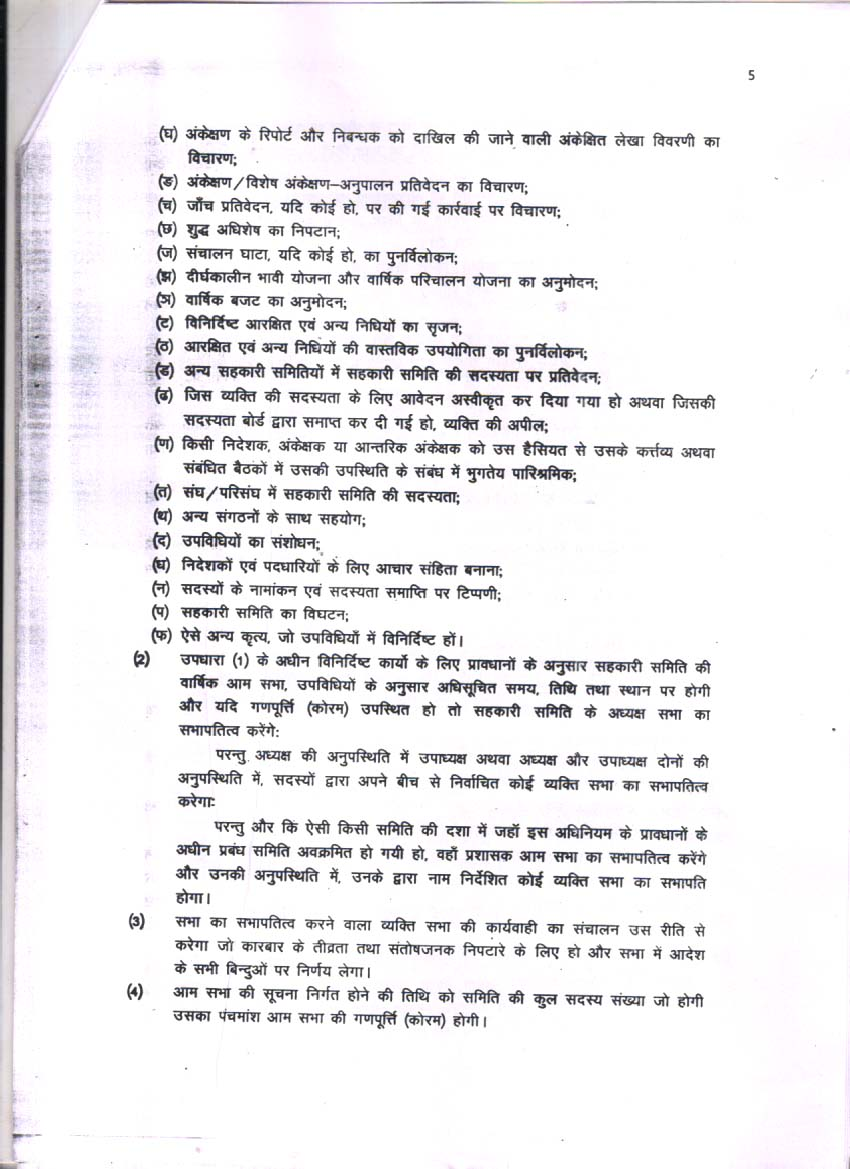 5
(घ) अंकेक्षण के रिपोर्ट और निबन्धक को दाखिल की जाने वाली अंकेक्षित लेखा विवरणी का
विचारण;
(ङ) अंकेक्षण/विशेष अंकेक्षण–अनुपालन प्रतिवेदन का विचारण;
(च) जाँच प्रतिवेदन, यदि कोई हो, पर की गई कार्रवाई पर विचारण;
(छ) शुद्ध अधिशेष का निपटान;
(ज) संचालन घाटा, यदि कोई हो, का पुनर्विलोकन;
(झ) दीर्घकालीन भावी योजना और वार्षिक परिचालन योजना का अनुमोदन;
(ञ) वार्षिक बजट का अनुमोदन;
(ट) विनिर्दिष्ट आरक्षित एवं अन्य निधियों का सृजन;
(ठ) आरक्षित एवं अन्य निधियों की वास्तविक उपयोगिता का पुनर्विलोकन;
(ड) अन्य सहकारी समितियों में सहकारी समिति की सदस्यता पर प्रतिवेदन;
(ढ) जिस व्यक्ति की सदस्यता के लिए आवेदन अस्वीकृत कर दिया गया हो अथवा जिसकी
सदस्यता बोर्ड द्वारा समाप्त कर दी गई हो, व्यक्ति की अपील;
(ण) किसी निदेशक, अंकेक्षक या आन्तरिक अंकेक्षक को उस हैसियत से उसके कर्त्तव्य अथवा
संबंधित बैठकों में उसकी उपस्थिति के संबंध में भुगतेय पारिश्रमिक;
(त) संघ/परिसंघ में सहकारी समिति की सदस्यता;
(थ) अन्य संगठनों के साथ सहयोग;
(द) उपविधियों का संशोधन;
(घ) निदेशकों एवं पदधारियों के लिए आचार संहिता बनाना;
(न) सदस्यों के नामांकन एवं सदस्यता समाप्ति पर टिप्पणी;
(प) सहकारी समिति का विघटन;
(फ) ऐसे अन्य कृत्य, जो उपविधियाँ में विनिर्दिष्ट हों।
(2) उपधारा (1) के अधीन विनिर्दिष्ट कार्यो के लिए प्रावधानों के अनुसार सहकारी समिति की
वार्षिक आम सभा, उपविधियों के अनुसार अधिसूचित समय, तिथि तथा स्थान पर होगी
और यदि गणपूर्त्ति (कोरम) उपस्थित हो तो सहकारी समिति के अध्यक्ष सभा का
सभापतित्व करेंगे:
परन्तु अध्यक्ष की अनुपस्थिति में उपाध्यक्ष अथवा अध्यक्ष और उपाध्यक्ष दोनों की
अनुपस्थिति में, सदस्यों द्वारा अपने बीच से निर्वाचित कोई व्यक्ति सभा का सभापतित्व
करेगाः
परन्तु और कि ऐसी किसी समिति की दशा में जहाँ इस अधिनियम के प्रावधानों के
अधीन प्रबंध समिति अवक्रमित हो गयी हो, वहाँ प्रशासक आम सभा का सभापतित्व करेंगे
और उनकी अनुपस्थिति में, उनके द्वारा नाम निर्देशित कोई व्यक्ति सभा का सभापति
होगा।
(3) सभा का सभापतित्व करने वाला व्यक्ति सभा की कार्यवाही का संचालन उस रीति से
करेगा जो कारबार के तीव्रता तथा संतोषजनक निपटारे के लिए हो और सभा में आदेश
के सभी बिन्दुओं पर निर्णय लेगा।
(4) आम सभा की सूचना निर्गत होने की तिथि को समिति की कुल सदस्य संख्या जो होगी
उसका पंचमांश आम सभा की गणपूर्त्ति (कोरम) होगी।